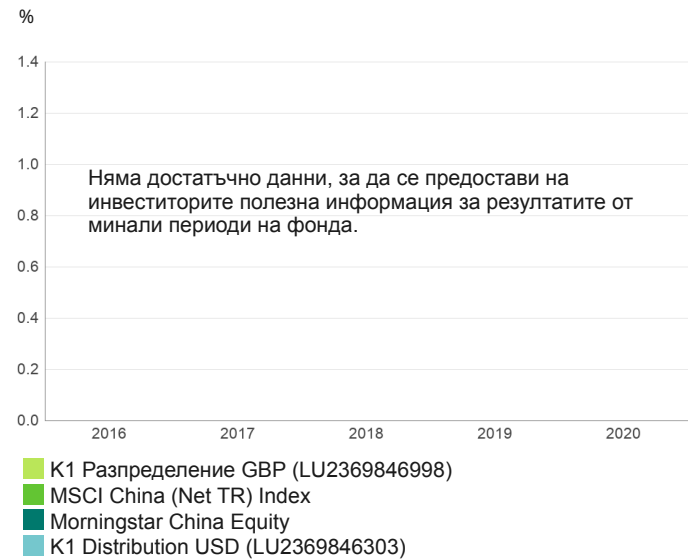 %
1.4
1.2
1.0
Няма достатъчно данни, за да се предостави на
инвеститорите полезна информация за резултатите от
0.8
минали периоди на фонда.
0.6
0.4
0.2
0.0
2016 2017 2018 2019 2020
К1 Разпределение GBP (LU2369846998)
MSCI China (Net TR) Index
Morningstar China Equity
K1 Distribution USD (LU2369846303)